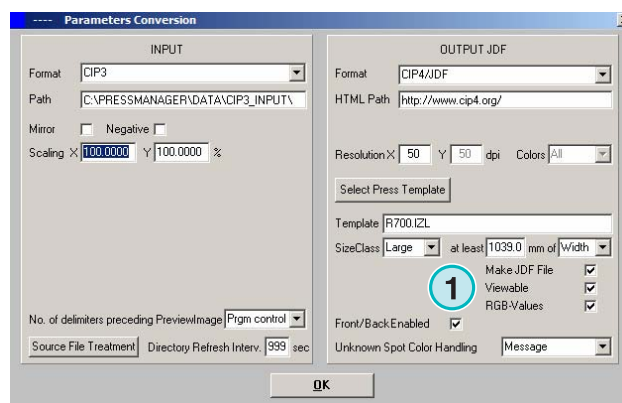 ---- Parameters Conversion
INPUT
Format CIP3
Path C:\PRESSMANAGER\DATA\CIP3_INPUT\
Mirror Negative
Scaling X 100.0000 Y 100.0000 %
No. of delimiters preceding PreviewImage Prgm control
Source File Treatment Directory Refresh Interv. 999 sec
OUTPUT JDF
Format CIP4/JDF
HTML Path http://www.cip4.org/
Resolution X 50 Y 50 dpi Colors All
Select Press Template
Template R700.IZL
SizeClass Large at least 1039.0 mm of Width
Make JDF File
1 Viewable
RGB-Values
Front/Back Enabled
Unknown Spot Color Handling Message
OK